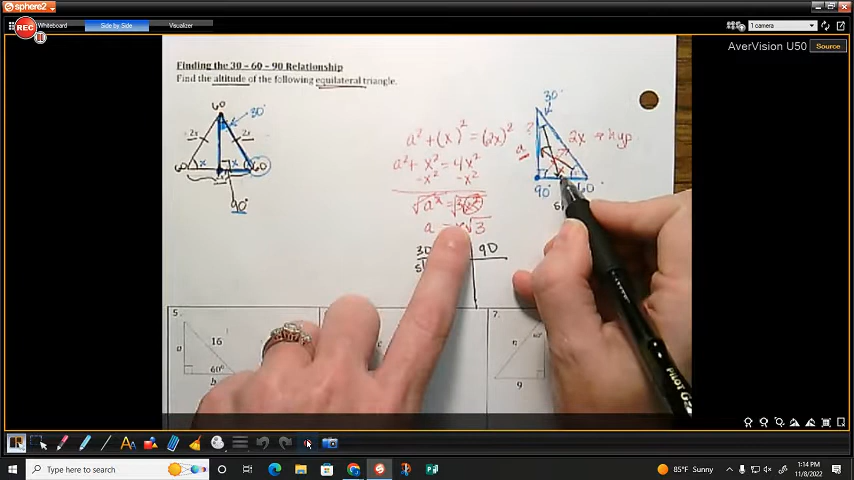 sphere2
REC
Whiteboard
Side by Side
Visualizer
1 camera
AverVision U50
Source
Finding the 30 – 60 – 90 Relationship
Find the altitude of the following equilateral triangle.
60
30°
2x
2x
60
x
x
60
90°
a² + (x)² = (2x)²
a² + x² = 4x²
-x² -x²
a = x√3
30
90
30°
?
a
2x → hyp
90°
60°
5.
16
60°
b
c
7.
n
60°
9
PILOT G2
Type here to search
85°F Sunny
1:14 PM
11/8/2022